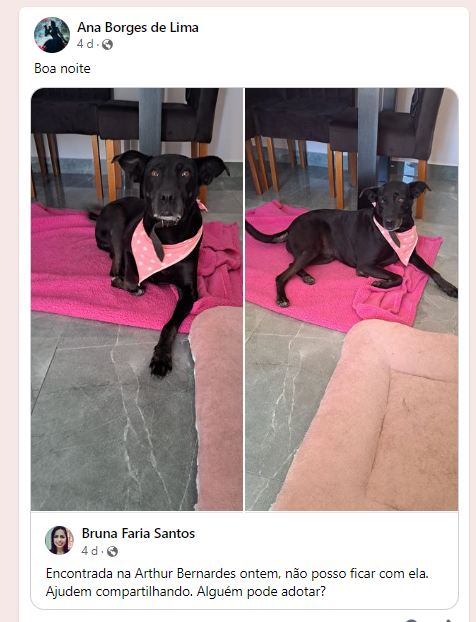 Ana Borges de Lima
4 d ·
Boa noite
Bruna Faria Santos
4 d ·
Encontrada na Arthur Bernardes ontem, não posso ficar com ela.
Ajudem compartilhando. Alguém pode adotar?